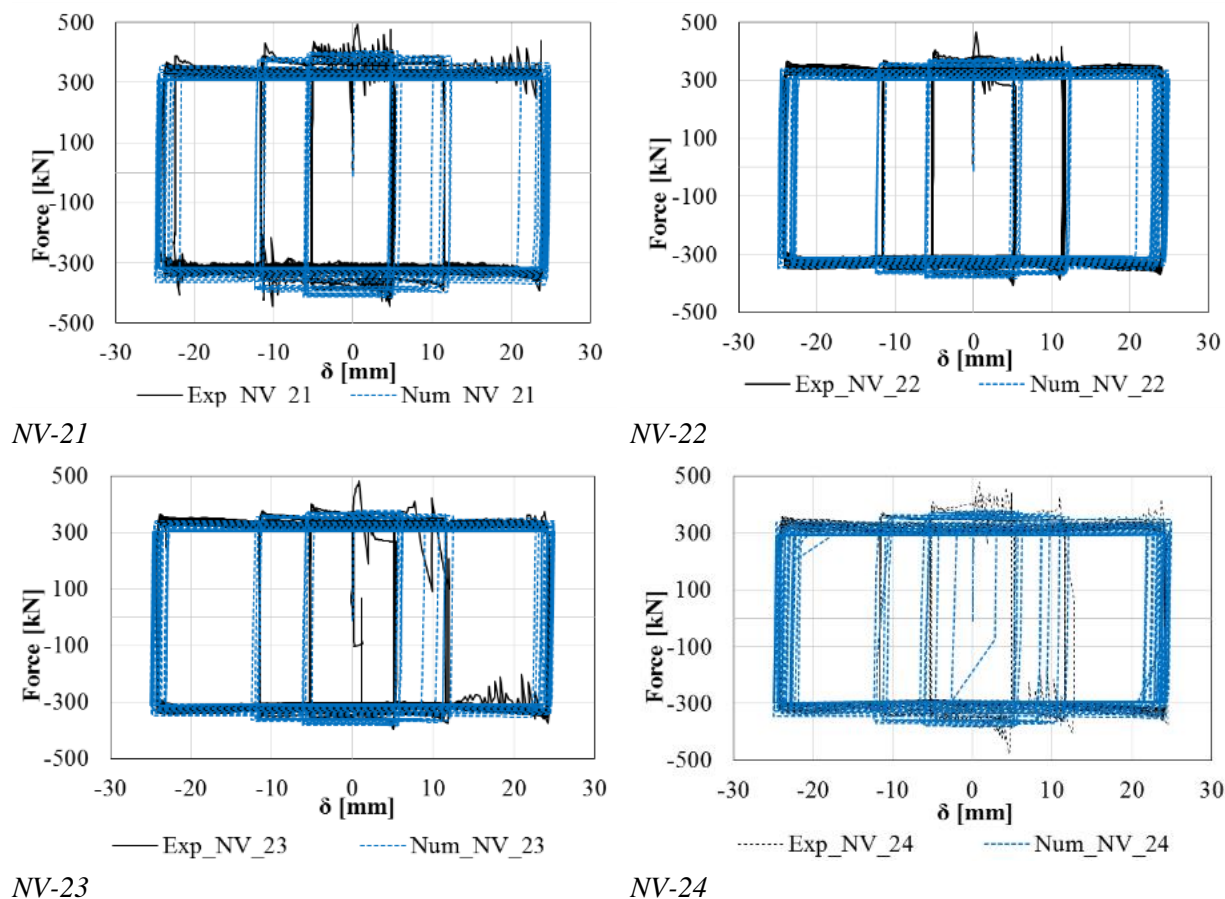 500
300
100
-100
-300
-500
Force [kN]
-30 -20 -10 0 10 20 30
δ [mm]
Exp NV 21 Num NV 21
NV-21
500
300
100
-100
-300
-500
Force [kN]
-30 -20 -10 0 10 20 30
δ [mm]
Exp_NV_22 Num_NV_22
NV-22
500
300
100
-100
-300
-500
Force [kN]
-30 -20 -10 0 10 20 30
δ [mm]
Exp_NV_23 Num_NV_23
NV-23
500
300
100
-100
-300
-500
Force [kN]
-30 -20 -10 0 10 20 30
δ [mm]
Exp_NV_24 Num_NV_24
NV-24